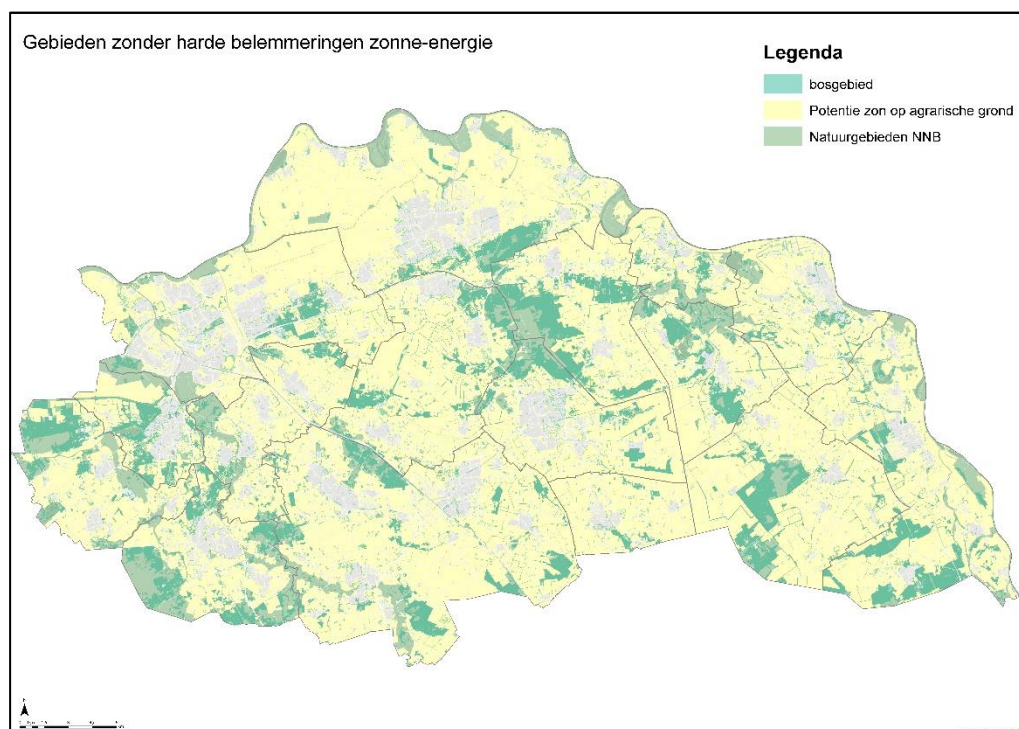 Gebieden zonder harde belemmeringen zonne-energie
Legenda
bosgebied
Potentie zon op agrarische grond
Natuurgebieden NNB